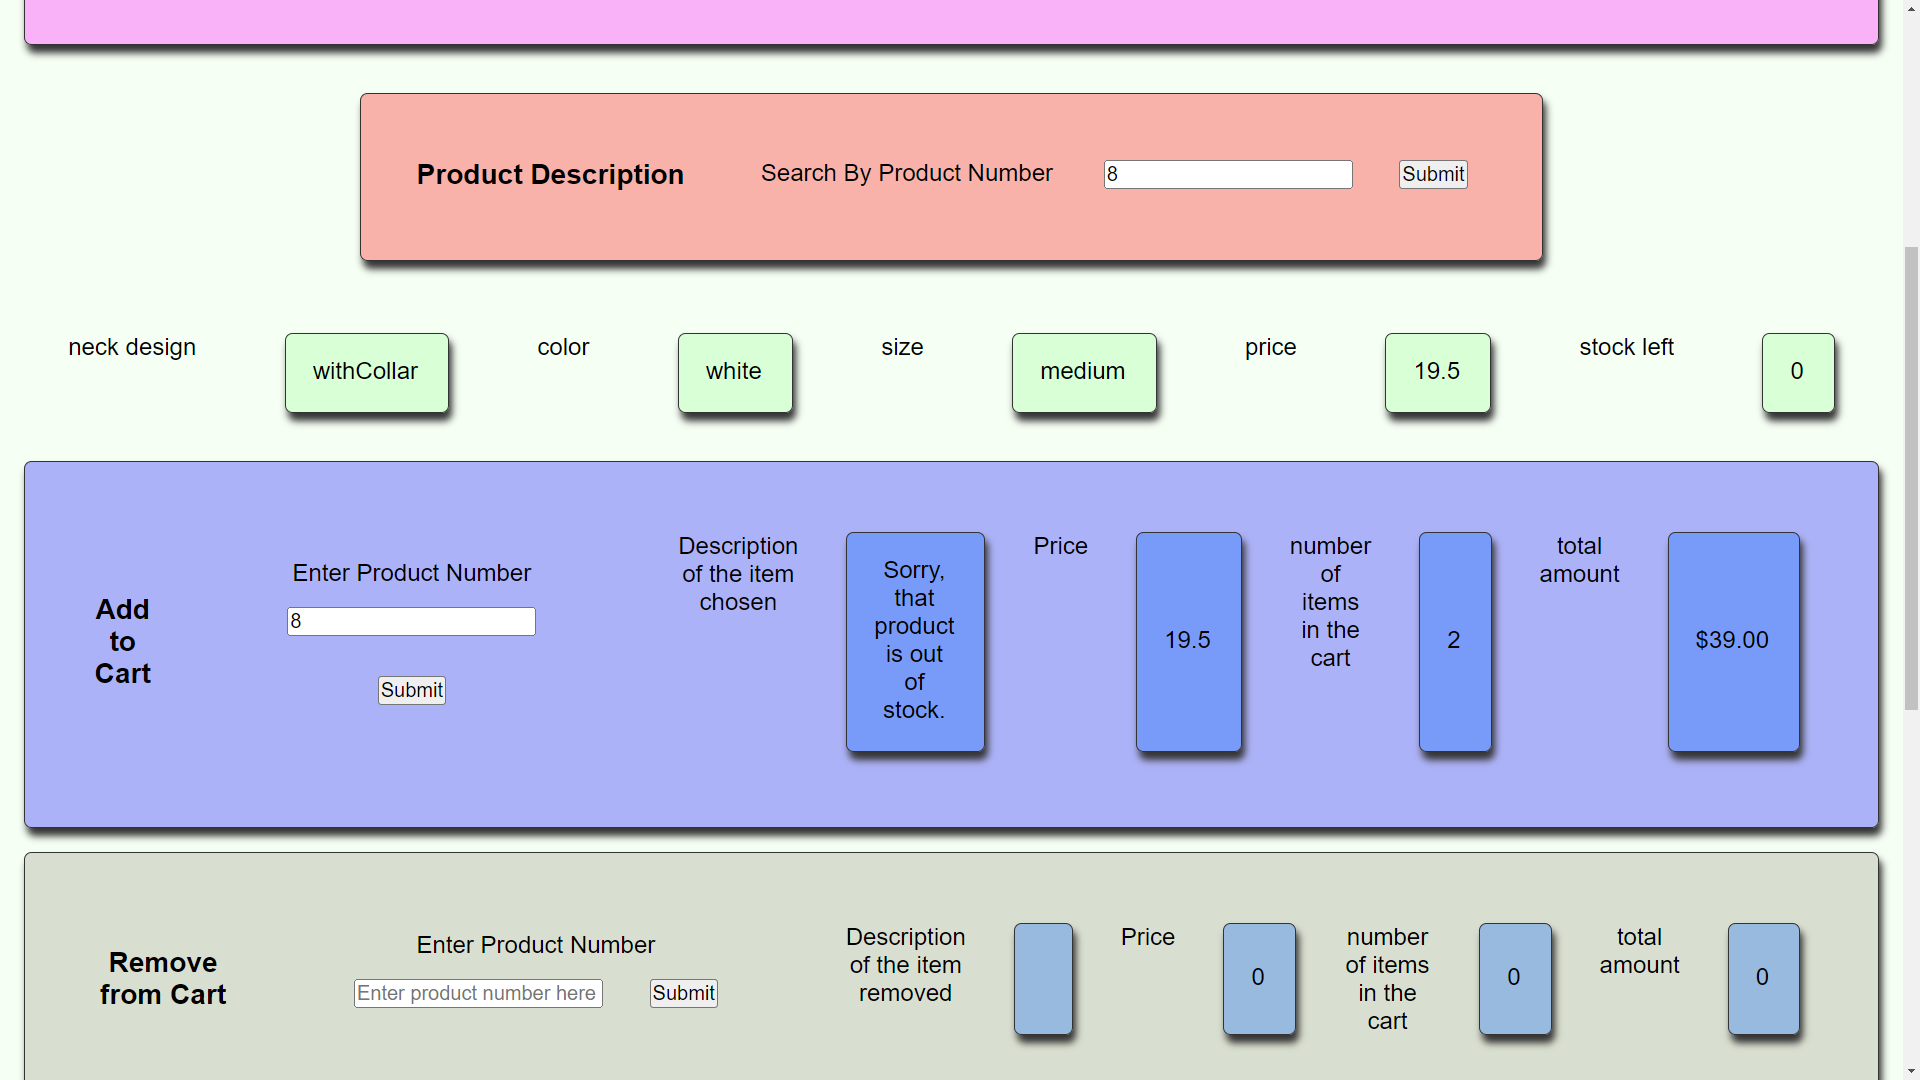 Product Description
Search By Product Number
8
Submit
neck design
withCollar
color
white
size
medium
price
19.5
stock left
0
Add
to
Cart
Enter Product Number
8
Submit
Description
of the item
chosen
Sorry,
that
product
is out
of
stock.
Price
19.5
number
of
items
in the
cart
2
total
amount
$39.00
Remove
from Cart
Enter Product Number
Enter product number here
Submit
Description
of the item
removed
Price
0
number
of items
in the
cart
0
total
amount
0